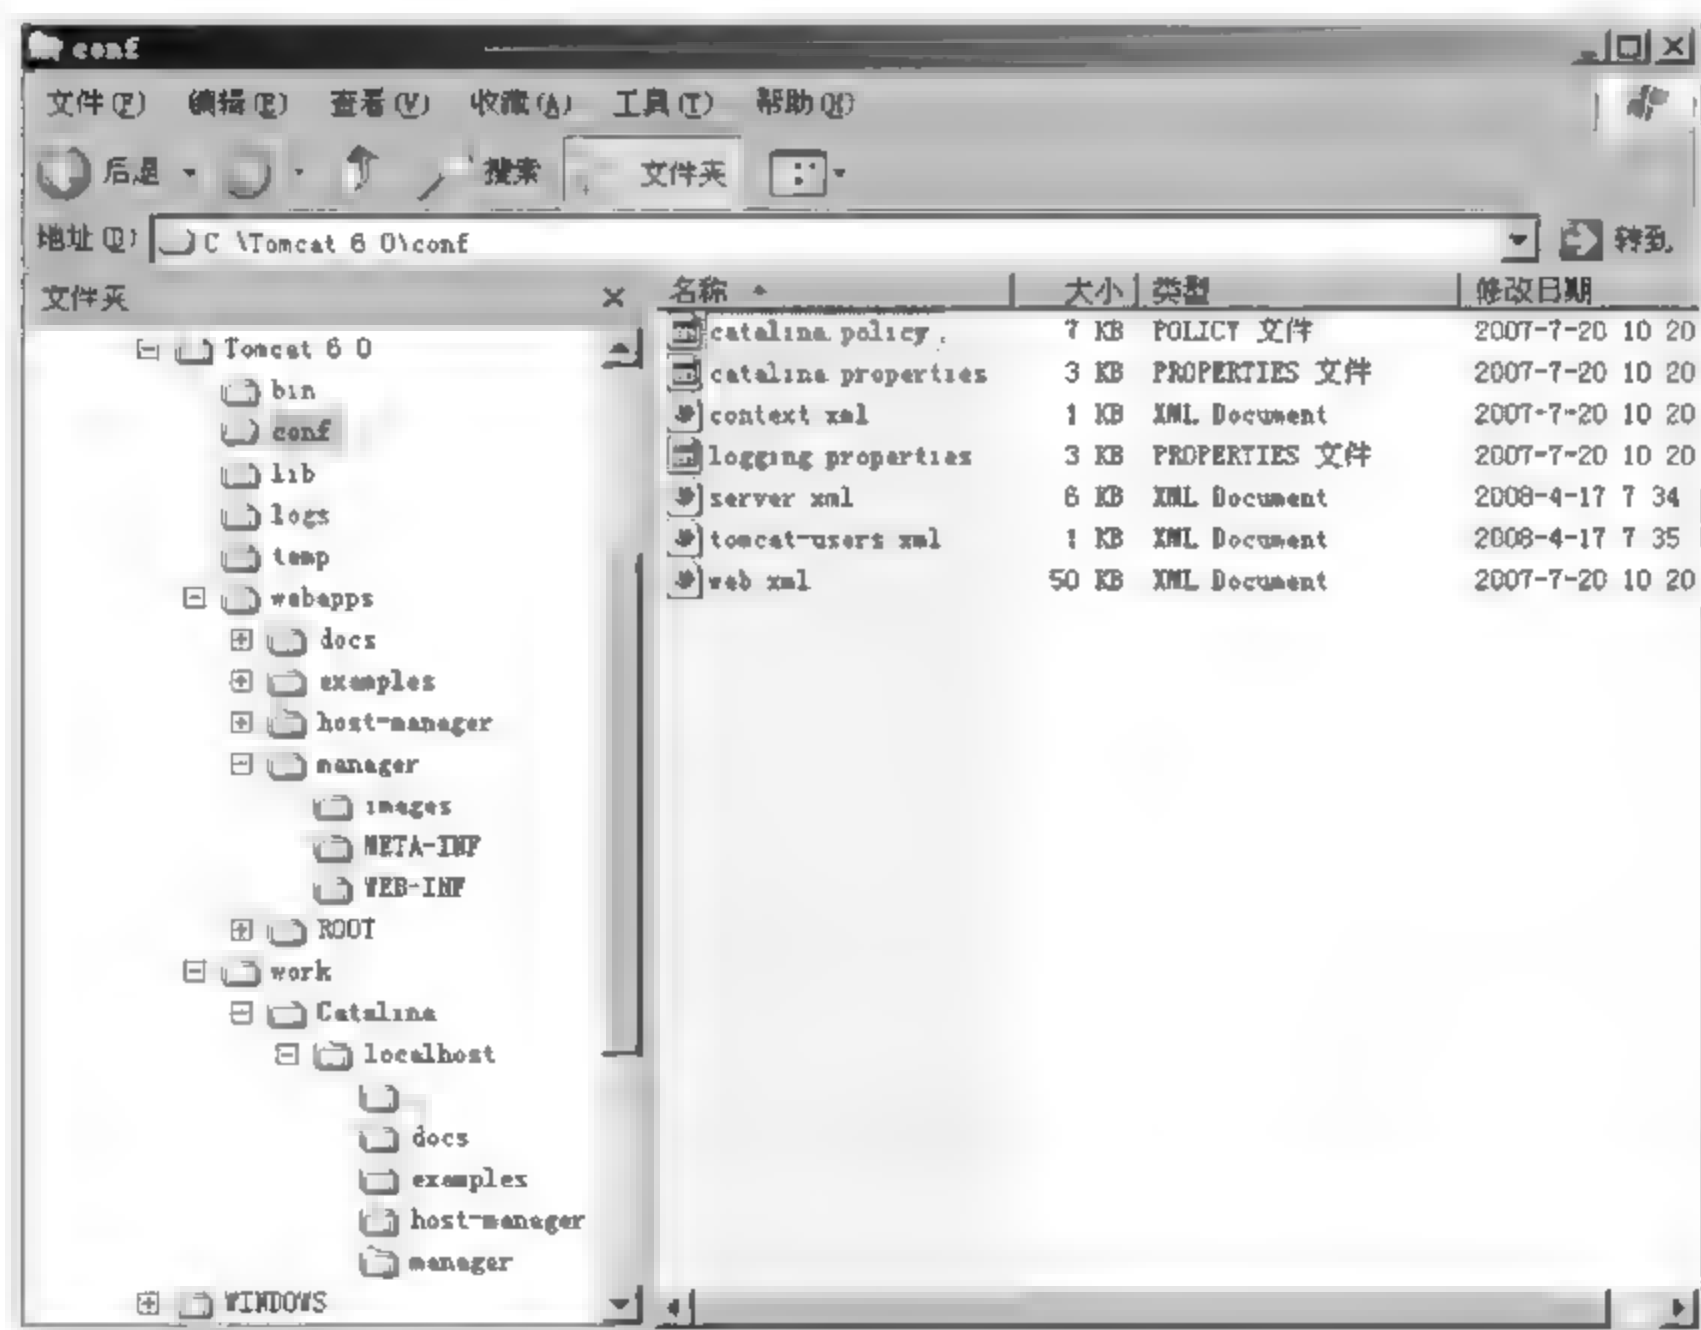 conf
文件(F) 编辑(E) 查看(V) 收藏(A) 工具(T) 帮助(H)
后退 搜索 文件夹
地址(D) C \Tomcat 6 0\conf 转到
文件夹
Tomcat 6 0
bin
conf
lib
logs
temp
webapps
docs
examples
host-manager
manager
images
META-INF
WEB-INF
ROOT
work
Catalina
localhost
_
docs
examples
host-manager
manager
WINDOWS
名称 大小 类型 修改日期
catalina policy 7 KB POLICY 文件 2007-7-20 10 20
catalina properties 3 KB PROPERTIES 文件 2007-7-20 10 20
context xml 1 KB XML Document 2007-7-20 10 20
logging properties 3 KB PROPERTIES 文件 2007-7-20 10 20
server xml 6 KB XML Document 2008-4-17 7 34
tomcat-users xml 1 KB XML Document 2008-4-17 7 35
web xml 50 KB XML Document 2007-7-20 10 20